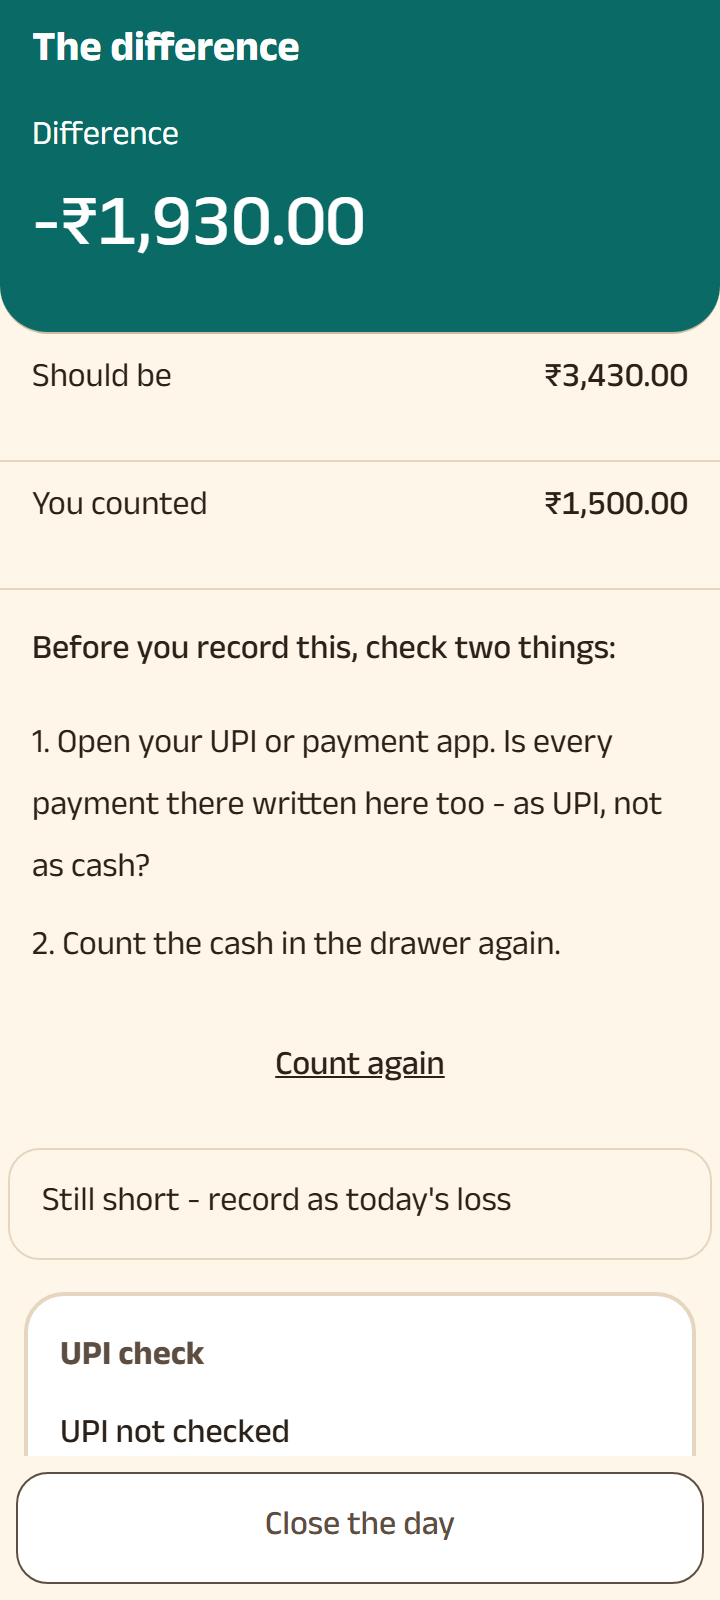 The difference
Difference
-₹1,930.00
Should be ₹3,430.00
You counted ₹1,500.00
Before you record this, check two things:
1. Open your UPI or payment app. Is every
payment there written here too - as UPI, not
as cash?
2. Count the cash in the drawer again.
Count again
Still short - record as today's loss
UPI check
UPI not checked
Close the day